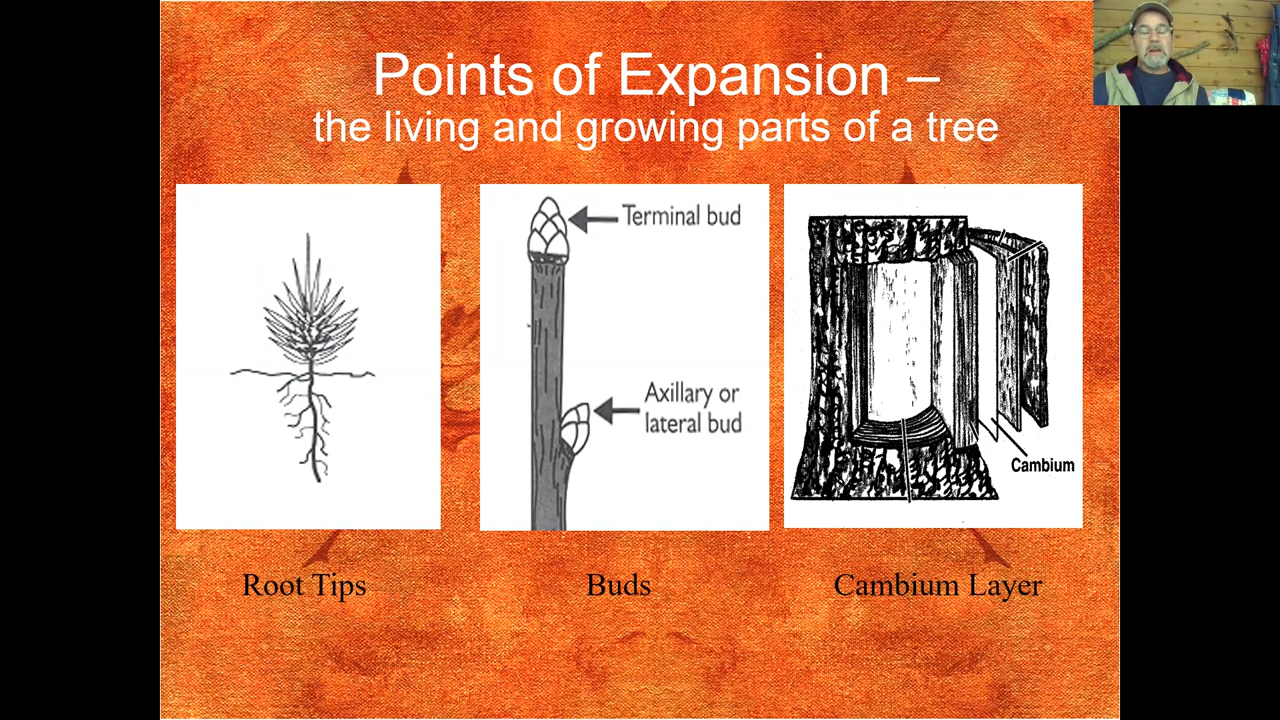 Points of Expansion –
the living and growing parts of a tree
Terminal bud
Axillary or
lateral bud
Cambium
Root Tips
Buds
Cambium Layer